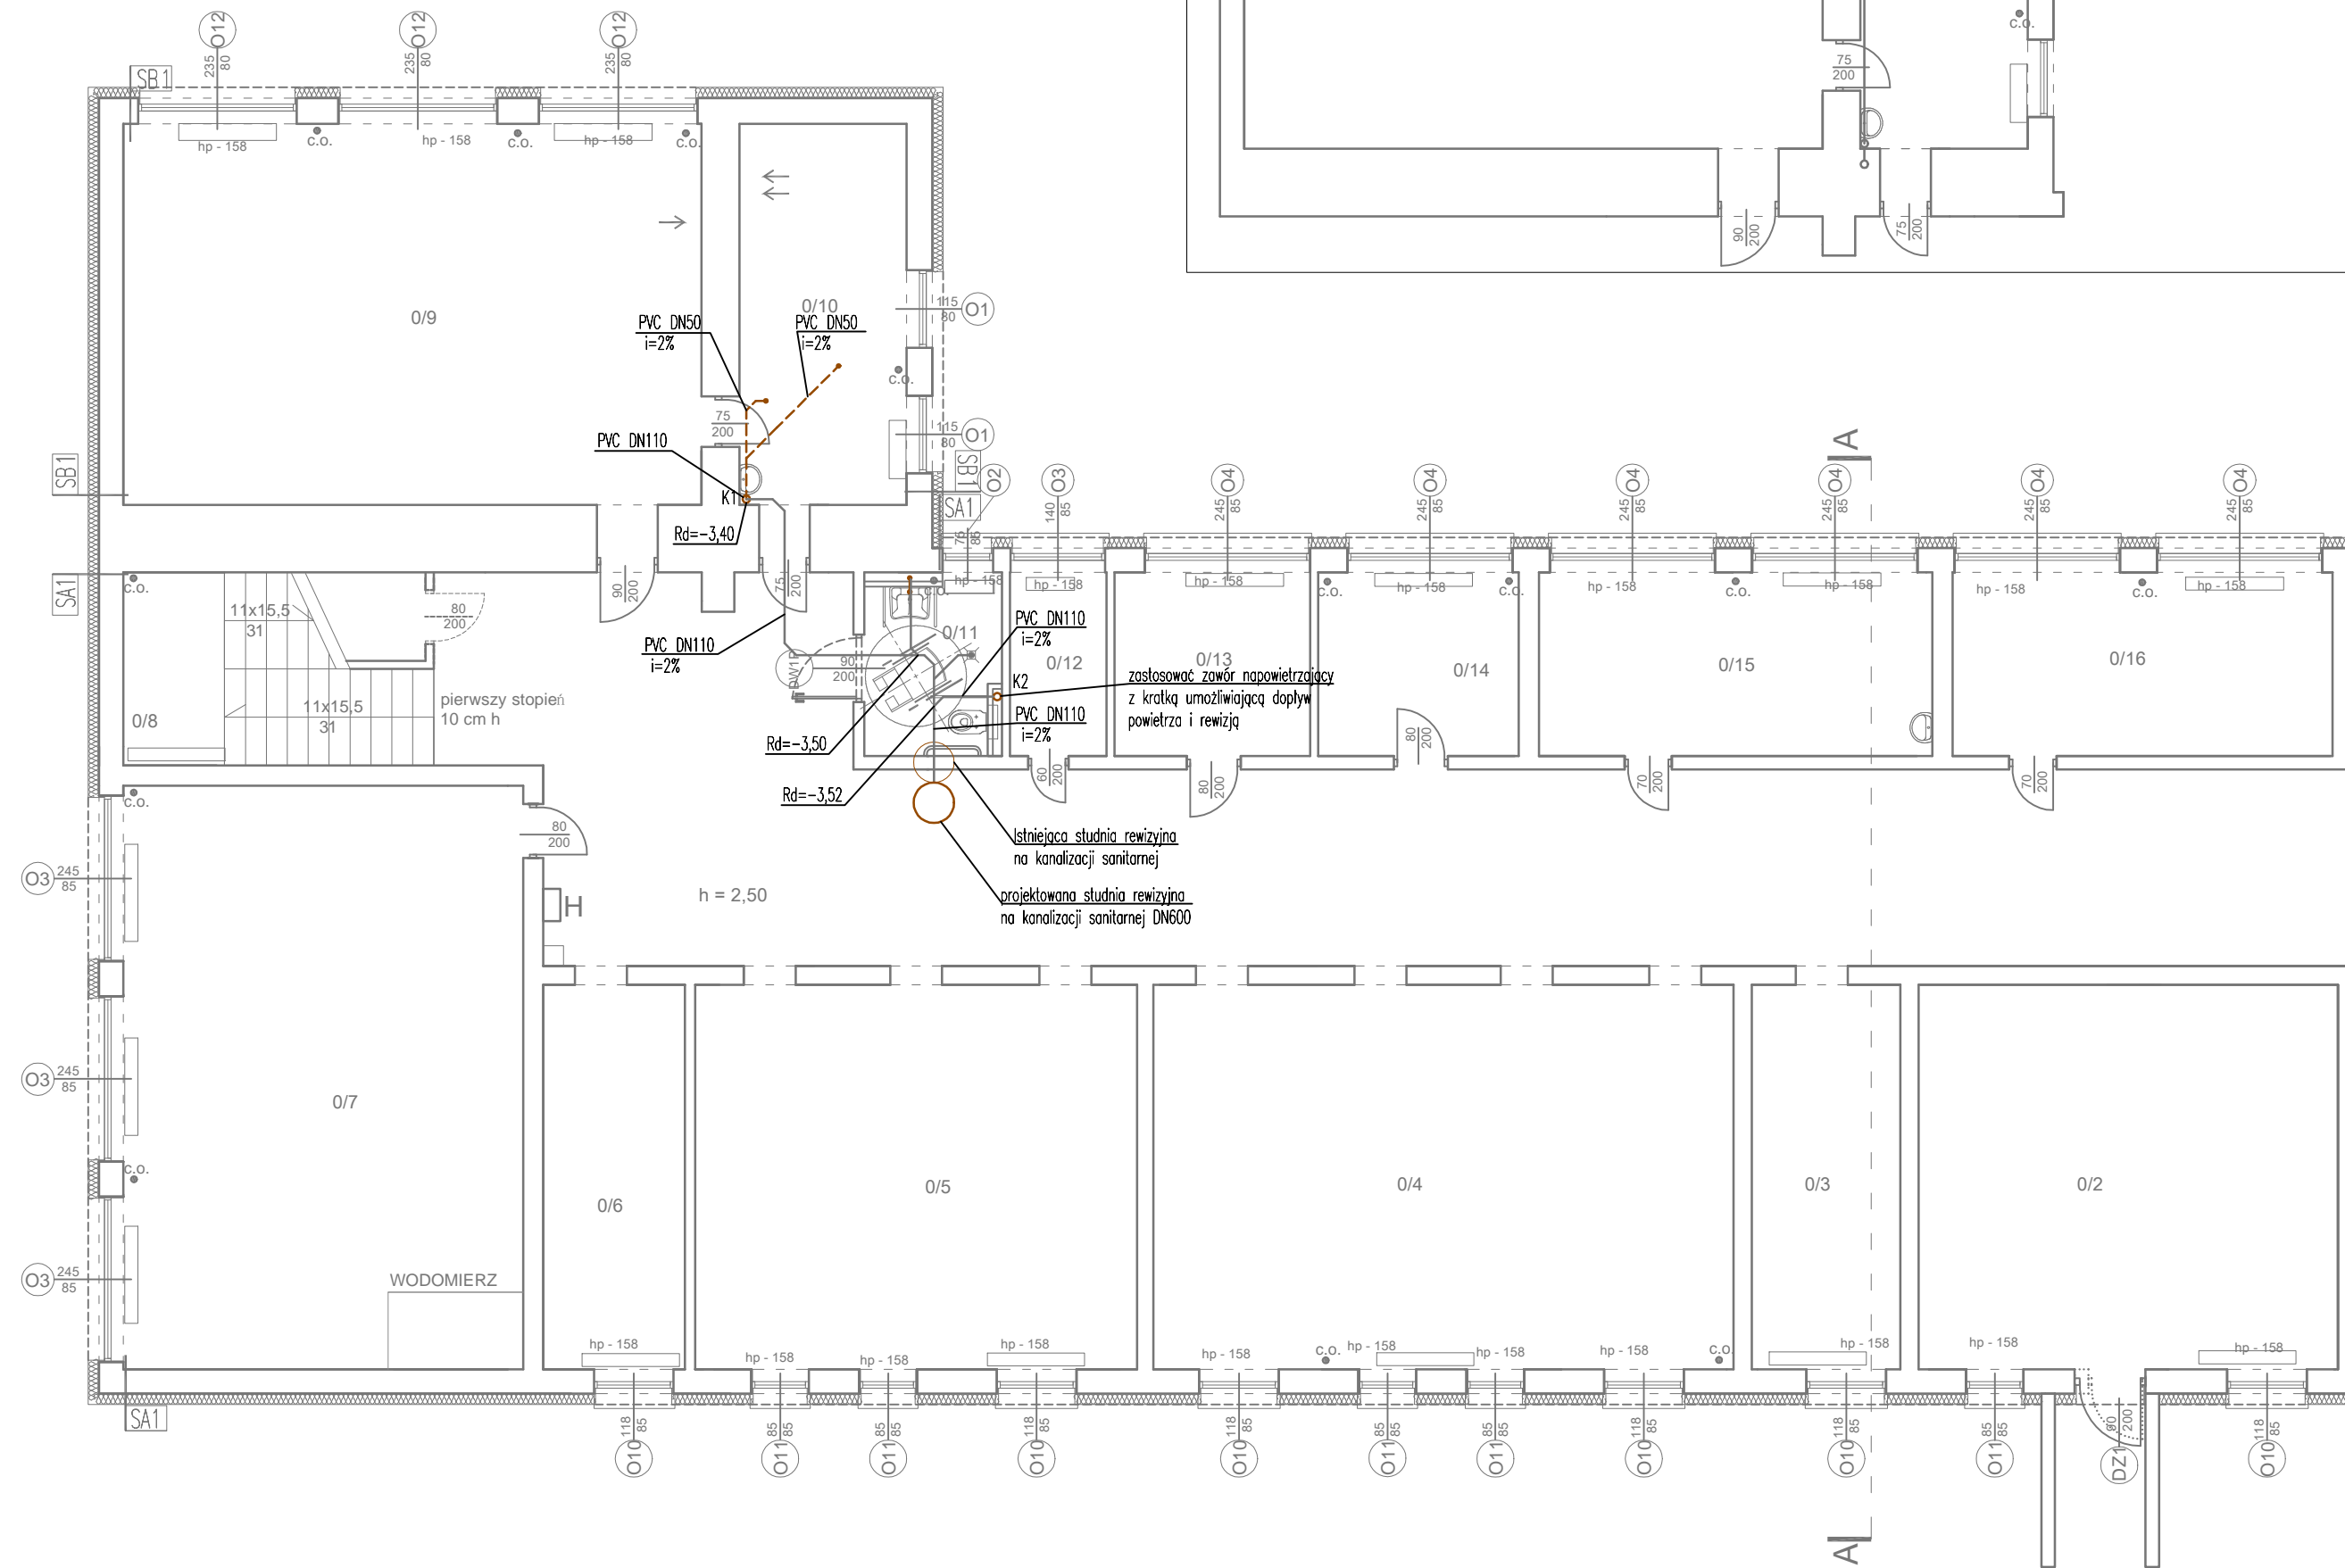 O12
235
80
O12
235
80
O12
235
80
c.o.
75
200
SB1
hp - 158
c.o.
hp - 158
c.o.
hp - 158
c.o.
90
200
75
200
0/9
0/10
PVC DN50
i=2%
PVC DN50
i=2%
115
80
O1
c.o.
75
200
115
80
O1
PVC DN110
SB1
SB1
K1
SA1
Rd=-3,40
O2
75
85
O3
140
85
O4
245
85
O4
245
85
O4
245
85
O4
245
85
O4
245
85
O4
245
85
A
SA1
c.o.
11x15,5
31
80
200
90
200
75
200
c.o.
hp - 158
hp - 158
hp - 158
c.o.
hp - 158
c.o.
hp - 158
c.o.
hp - 158
hp - 158
c.o.
hp - 158
PVC DN110
i=2%
0/11
PVC DN110
i=2%
0/12
0/13
0/14
0/15
0/16
90
200
K2
zastosować zawór napowietrzający
z kratką umożliwiającą dopływ
powietrza i rewizją
0/8
11x15,5
31
pierwszy stopień
10 cm h
PVC DN110
i=2%
Rd=-3,50
Rd=-3,52
60
200
80
200
80
200
70
200
70
200
c.o.
80
200
Istniejąca studnia rewizyjna
na kanalizacji sanitarnej
projektowana studnia rewizyjna
na kanalizacji sanitarnej DN600
O3
245
85
h = 2,50
H
O3
245
85
0/7
c.o.
0/6
0/5
0/4
0/3
0/2
O3
245
85
WODOMIERZ
hp - 158
hp - 158
hp - 158
hp - 158
hp - 158
c.o.
hp - 158
hp - 158
hp - 158
c.o.
hp - 158
hp - 158
hp - 158
SA1
118
85
O10
85
85
O11
85
85
O11
118
85
O10
118
85
O10
85
85
O11
85
85
O11
118
85
O10
118
85
O10
85
85
O11
90
200
DZ1
118
85
O10
A